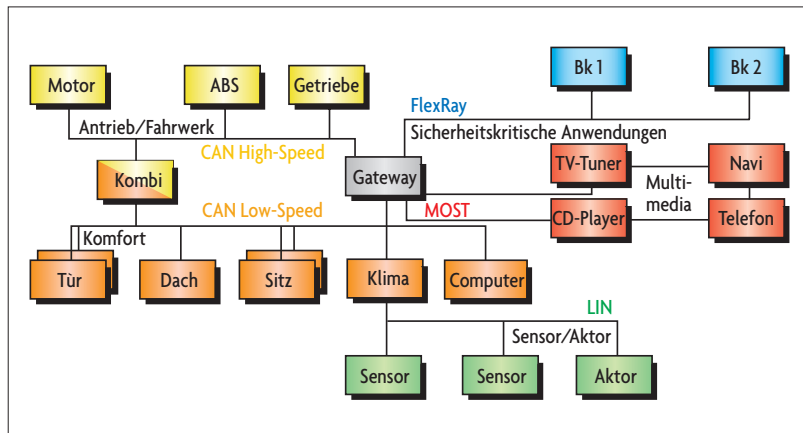 Bk 1
Bk 2
Motor
ABS
Getriebe
FlexRay
Antrieb/Fahrwerk
Sicherheitskritische Anwendungen
CAN High-Speed
Kombi
Gateway
TV-Tuner
Navi
Multi-
media
CAN Low-Speed
MOST
CD-Player
Telefon
Komfort
Tùr
Dach
Sitz
Klima
Computer
LIN
Sensor/Aktor
Sensor
Sensor
Aktor